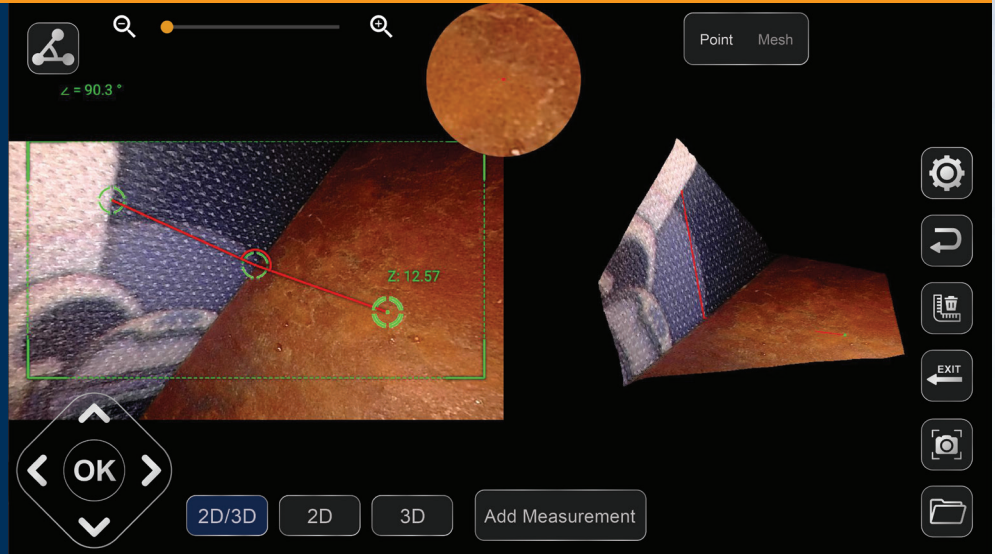 Point Mesh
∠ = 90.3 °
Z: 12.57
EXIT
OK
2D/3D 2D 3D Add Measurement